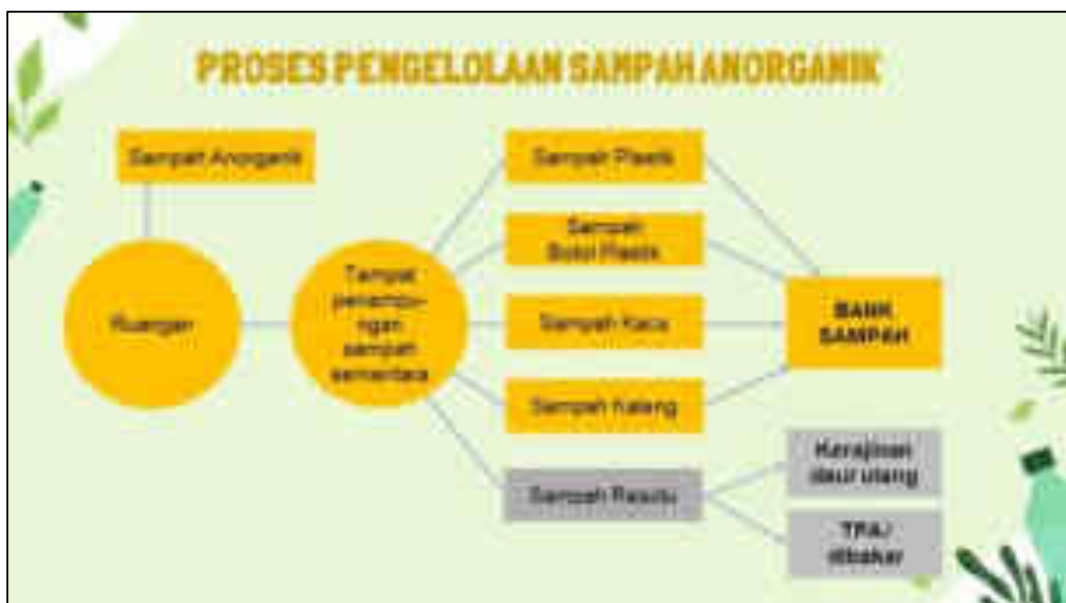 PROSES PENGELOLAAN SAMPAH ANORGANIK
Sampah Anorganik
Ruangan
Tempat
penampu-
ngan
sampah
sementara
Sampah Plastik
Sampah
Botol Plastik
Sampah Kaca
Sampah Kaleng
Sampah Residu
BANK
SAMPAH
Kerajinan
daur ulang
TPA/
dibakar